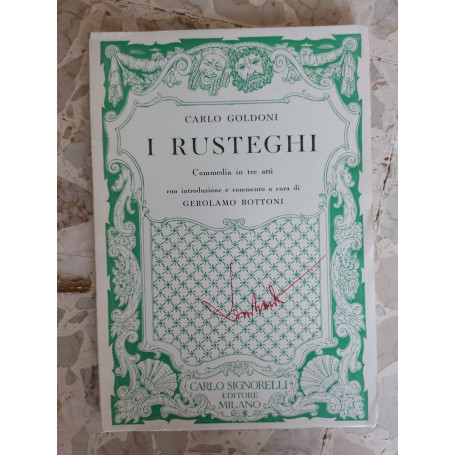 CARLO GOLDONI
I RUSTEGHI
Commedia in tre atti
con introduzione e commento a cura di
GEROLAMO BOTTONI
CARLO SIGNORELLI
EDITORE
MILANO